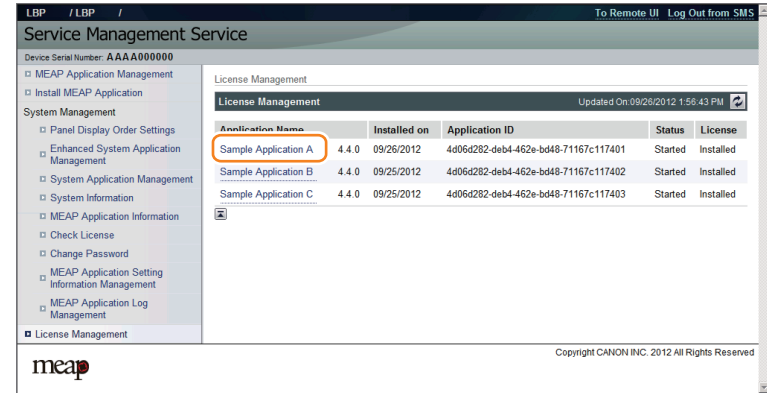 LBP / LBP /
To Remote UI Log Out from SMS
Service Management Service
Device Serial Number: AAAA000000
MEAP Application Management
Install MEAP Application
System Management
Panel Display Order Settings
Enhanced System Application
Management
System Application Management
System Information
MEAP Application Information
Check License
Change Password
MEAP Application Setting
Information Management
MEAP Application Log
Management
License Management
License Management
License Management Updated On:09/26/2012 1:56:43 PM
Application Name Installed on Application ID Status License
Sample Application A 4.4.0 09/26/2012 4d06d282-deb4-462e-bd48-71167c117401 Started Installed
Sample Application B 4.4.0 09/25/2012 4d06d282-deb4-462e-bd48-71167c117402 Started Installed
Sample Application C 4.4.0 09/25/2012 4d06d282-deb4-462e-bd48-71167c117403 Started Installed
Copyright CANON INC. 2012 All Rights Reserved
meap